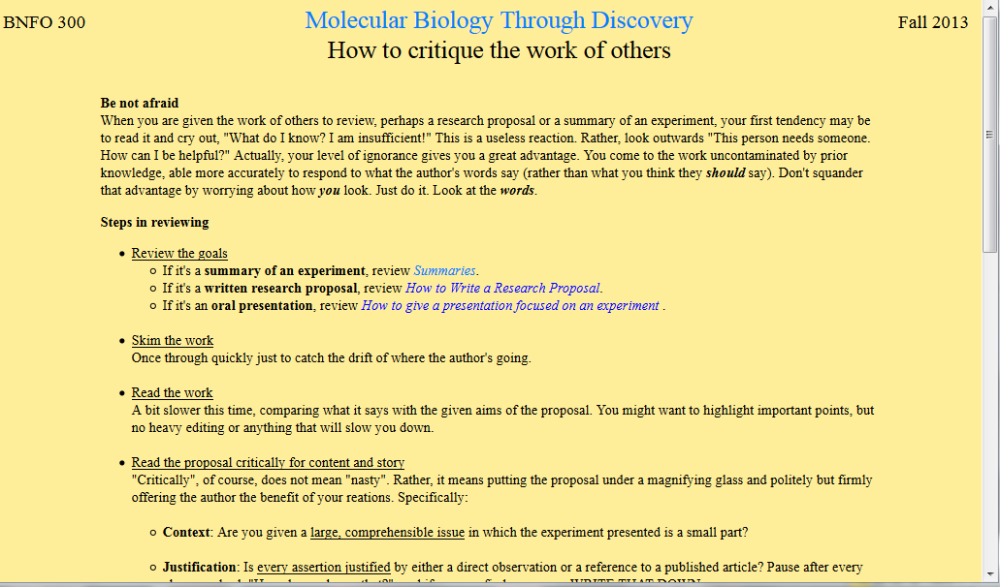 BNFO 300
Molecular Biology Through Discovery
Fall 2013
How to critique the work of others
Be not afraid
When you are given the work of others to review, perhaps a research proposal or a summary of an experiment, your first tendency may be
to read it and cry out, "What do I know? I am insufficient!" This is a useless reaction. Rather, look outwards "This person needs someone.
How can I be helpful?" Actually, your level of ignorance gives you a great advantage. You come to the work uncontaminated by prior
knowledge, able more accurately to respond to what the author's words say (rather than what you think they should say). Don't squander
that advantage by worrying about how you look. Just do it. Look at the words.
Steps in reviewing
• Review the goals
○ If it's a summary of an experiment, review Summaries.
○ If it's a written research proposal, review How to Write a Research Proposal.
○ If it's an oral presentation, review How to give a presentation focused on an experiment .
• Skim the work
Once through quickly just to catch the drift of where the author's going.
• Read the work
A bit slower this time, comparing what it says with the given aims of the proposal. You might want to highlight important points, but
no heavy editing or anything that will slow you down.
• Read the proposal critically for content and story
"Critically", of course, does not mean "nasty". Rather, it means putting the proposal under a magnifying glass and politely but firmly
offering the author the benefit of your reations. Specifically:
○ Context: Are you given a large, comprehensible issue in which the experiment presented is a small part?
○ Justification: Is every assertion justified by either a direct observation or a reference to a published article? Pause after every
WRITE THAT DOWN